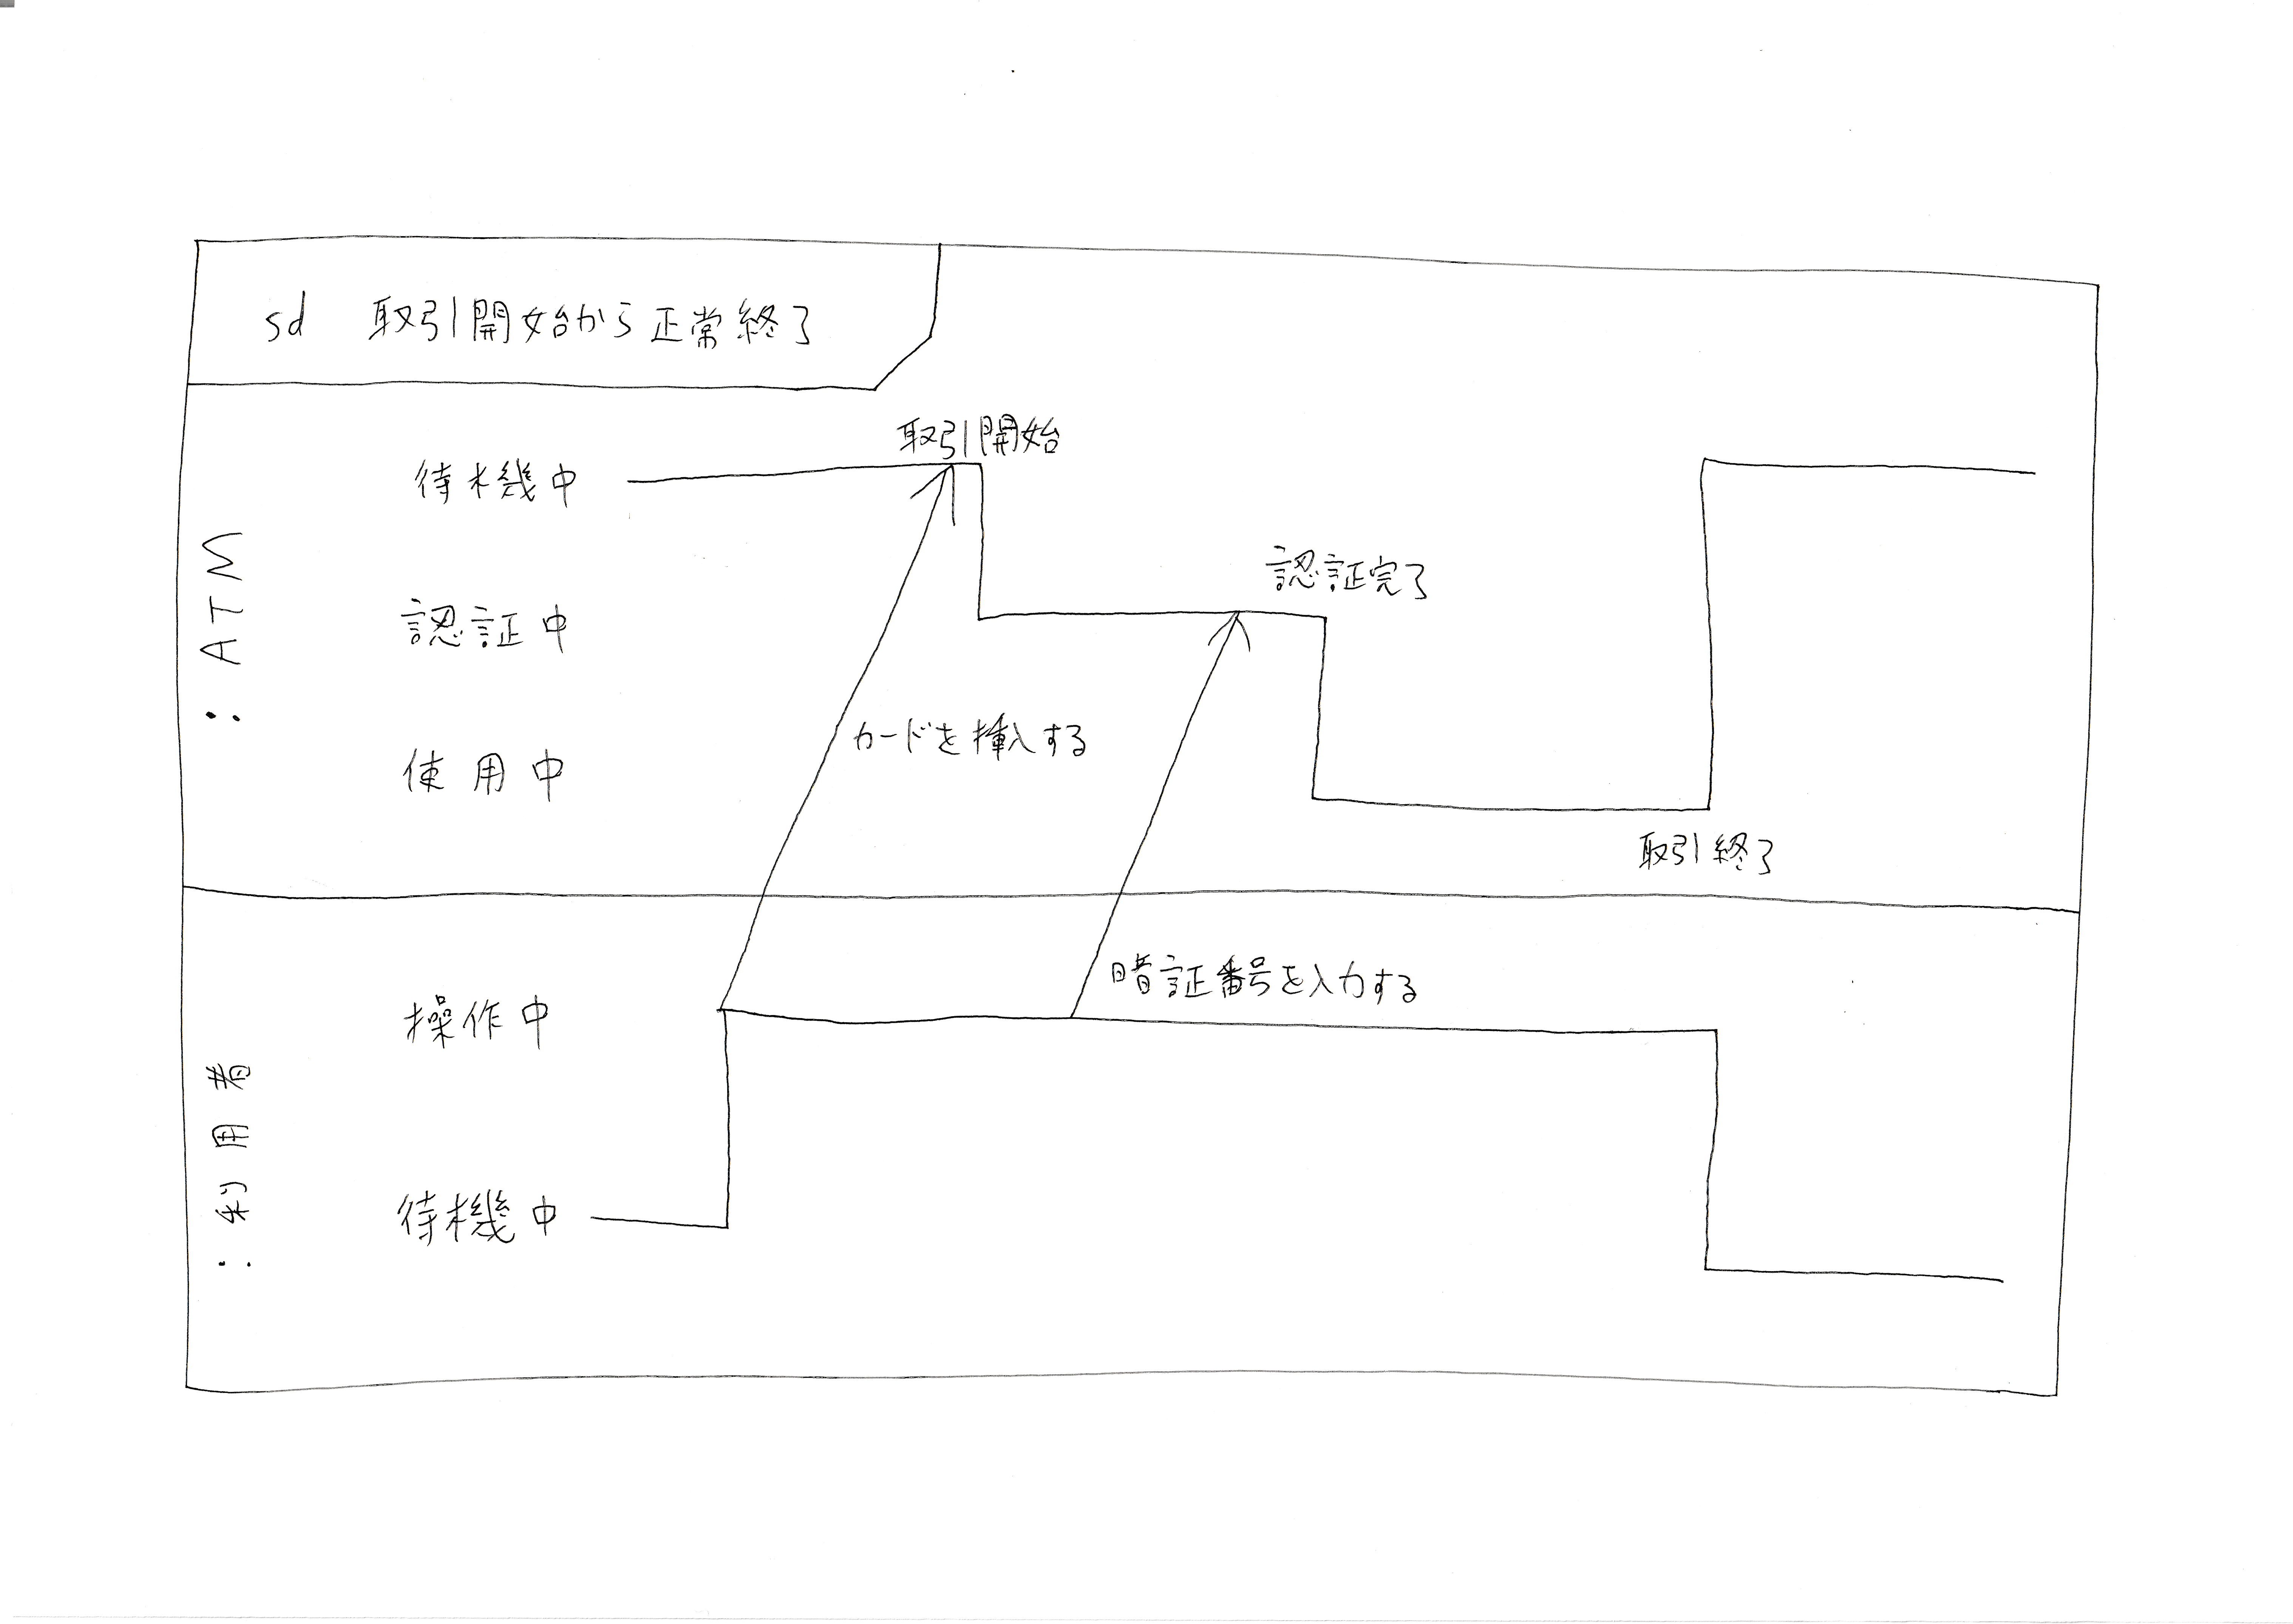 sd 取引開始から正常終了
取引開始
待機中
: ATM
認証完了
認証中
カードを挿入する
使用中
取引終了
暗証番号を入力する
操作中
: 利用者
待機中